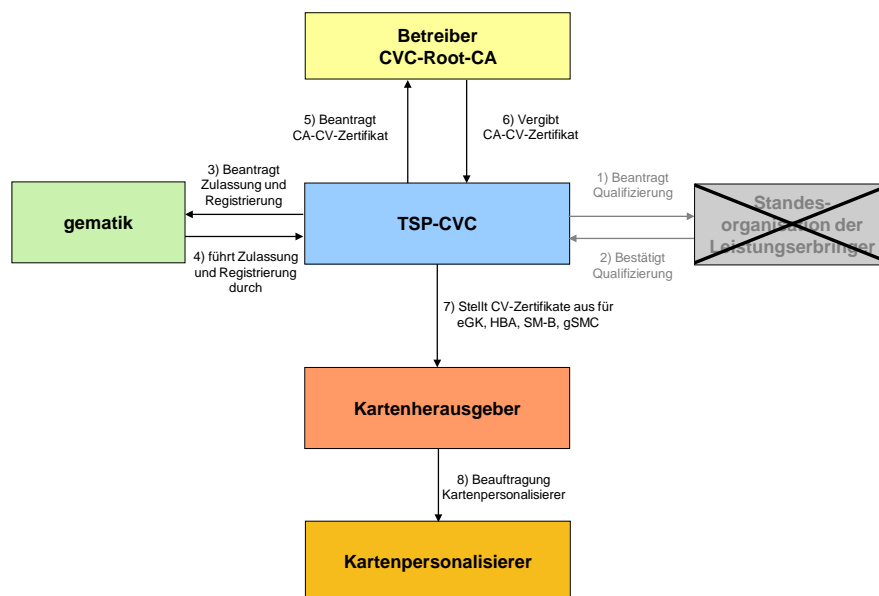 Betreiber
CVC-Root-CA
5) Beantragt
CA-CV-Zertifikat
6) Vergibt
CA-CV-Zertifikat
3) Beantragt
Zulassung und
Registrierung
1) Beantragt
Qualifizierung
gematik
TSP-CVC
Standes-
organisation der
Leistungserbringer
4) führt Zulassung
und Registrierung
durch
2) Bestätigt
Qualifizierung
7) Stellt CV-Zertifikate aus für
eGK, HBA, SM-B, gSMC
Kartenherausgeber
8) Beauftragung
Kartenpersonalisierer
Kartenpersonalisierer